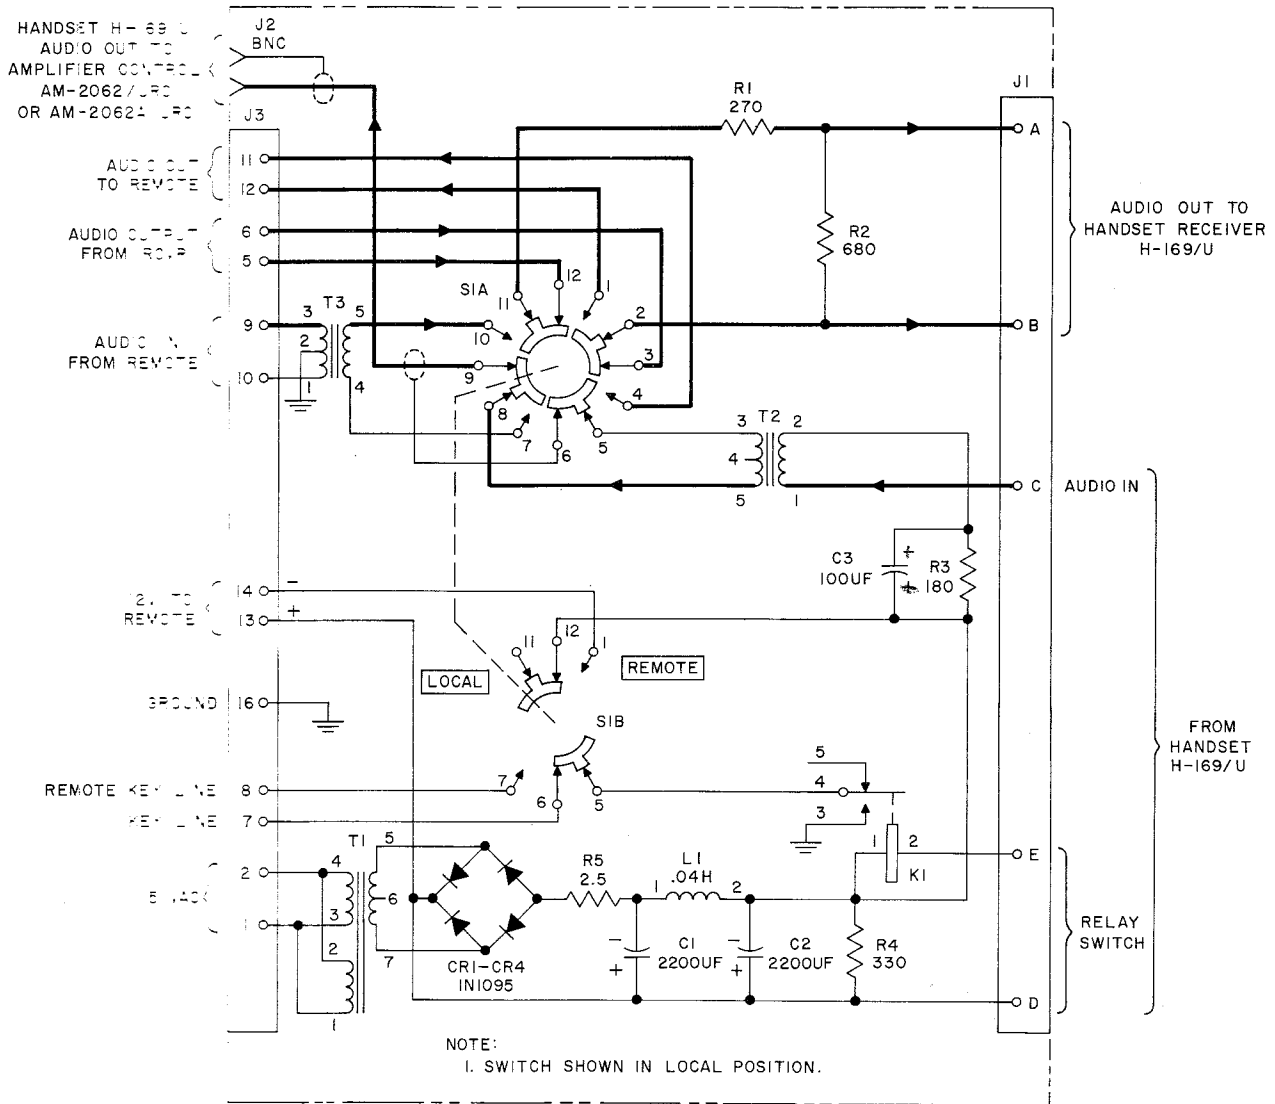 HANDSET H-169/U
AUDIO OUT TO
AMPLIFIER CONTROL
AM-2062/URC
OR AM-2062A/URC
J2
BNC
J3
J1
R1
270
A
11
12
AUDIO OUT
TO REMOTE
6
5
AUDIO OUTPUT
FROM RCVR
R2
680
AUDIO OUT TO
HANDSET RECEIVER
H-169/U
S1A
11
12
1
2
3
4
5
6
7
8
9
10
T3
3
2
1
5
4
9
10
AUDIO IN
FROM REMOTE
B
T2
3
4
5
2
1
C
AUDIO IN
C3
100UF
+
+
R3
180
14
-
13
+
TO
REMOTE
11
12
1
LOCAL
REMOTE
S1B
GROUND
16
FROM
HANDSET
H-169/U
REMOTE KEY LINE
8
KEY LINE
7
7
6
5
5
4
3
1
2
K1
E
T1
4
3
2
1
5
6
7
2
1
CR1-CR4
1N1095
R5
2.5
L1
.04H
1
2
-
+
C1
2200UF
-
+
C2
2200UF
R4
330
RELAY
SWITCH
D
NOTE:
1. SWITCH SHOWN IN LOCAL POSITION.